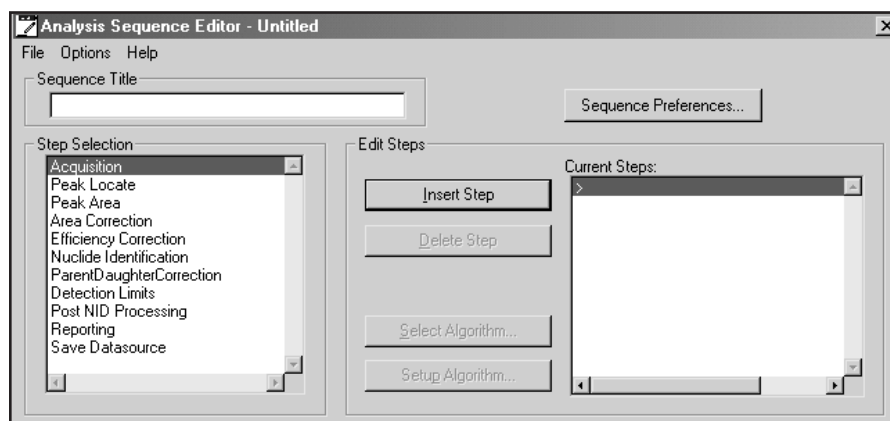 Analysis Sequence Editor - Untitled
File Options Help
Sequence Title
Sequence Preferences...
Step Selection
Acquisition
Peak Locate
Peak Area
Area Correction
Efficiency Correction
Nuclide Identification
ParentDaughterCorrection
Detection Limits
Post NID Processing
Reporting
Save Datasource
Edit Steps
Insert Step
Delete Step
Select Algorithm...
Setup Algorithm...
Current Steps:
>